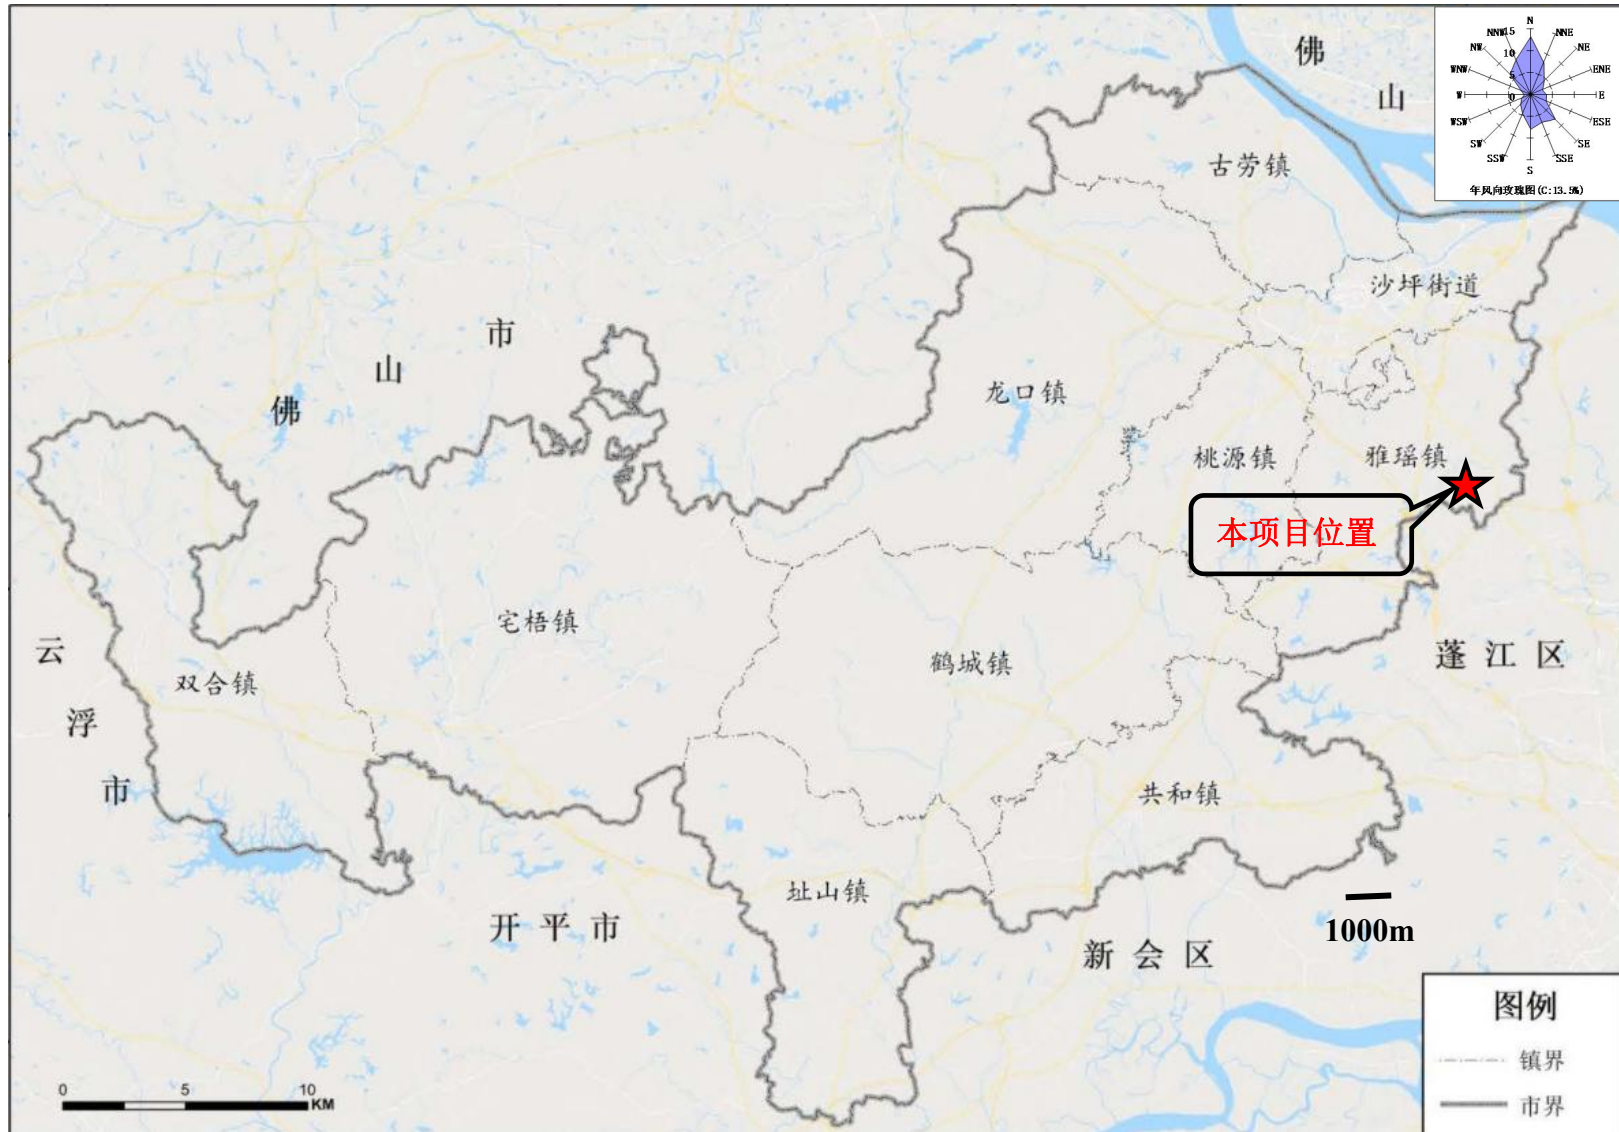 佛
山
N
NNW
NNE
NW
NE
WNW
ENE
W
E
WSW
ESE
SW
SE
SSW
SSE
S
15
10
5
0
年风向玫瑰图(C:13.5%)
古劳镇
沙坪街道
市
山
佛
龙口镇
桃源镇
雅瑶镇
本项目位置
宅梧镇
云
浮
市
双合镇
鹤城镇
蓬江区
共和镇
址山镇
开平市
新会区
1000m
图例
镇界
市界
0 5 10
KM